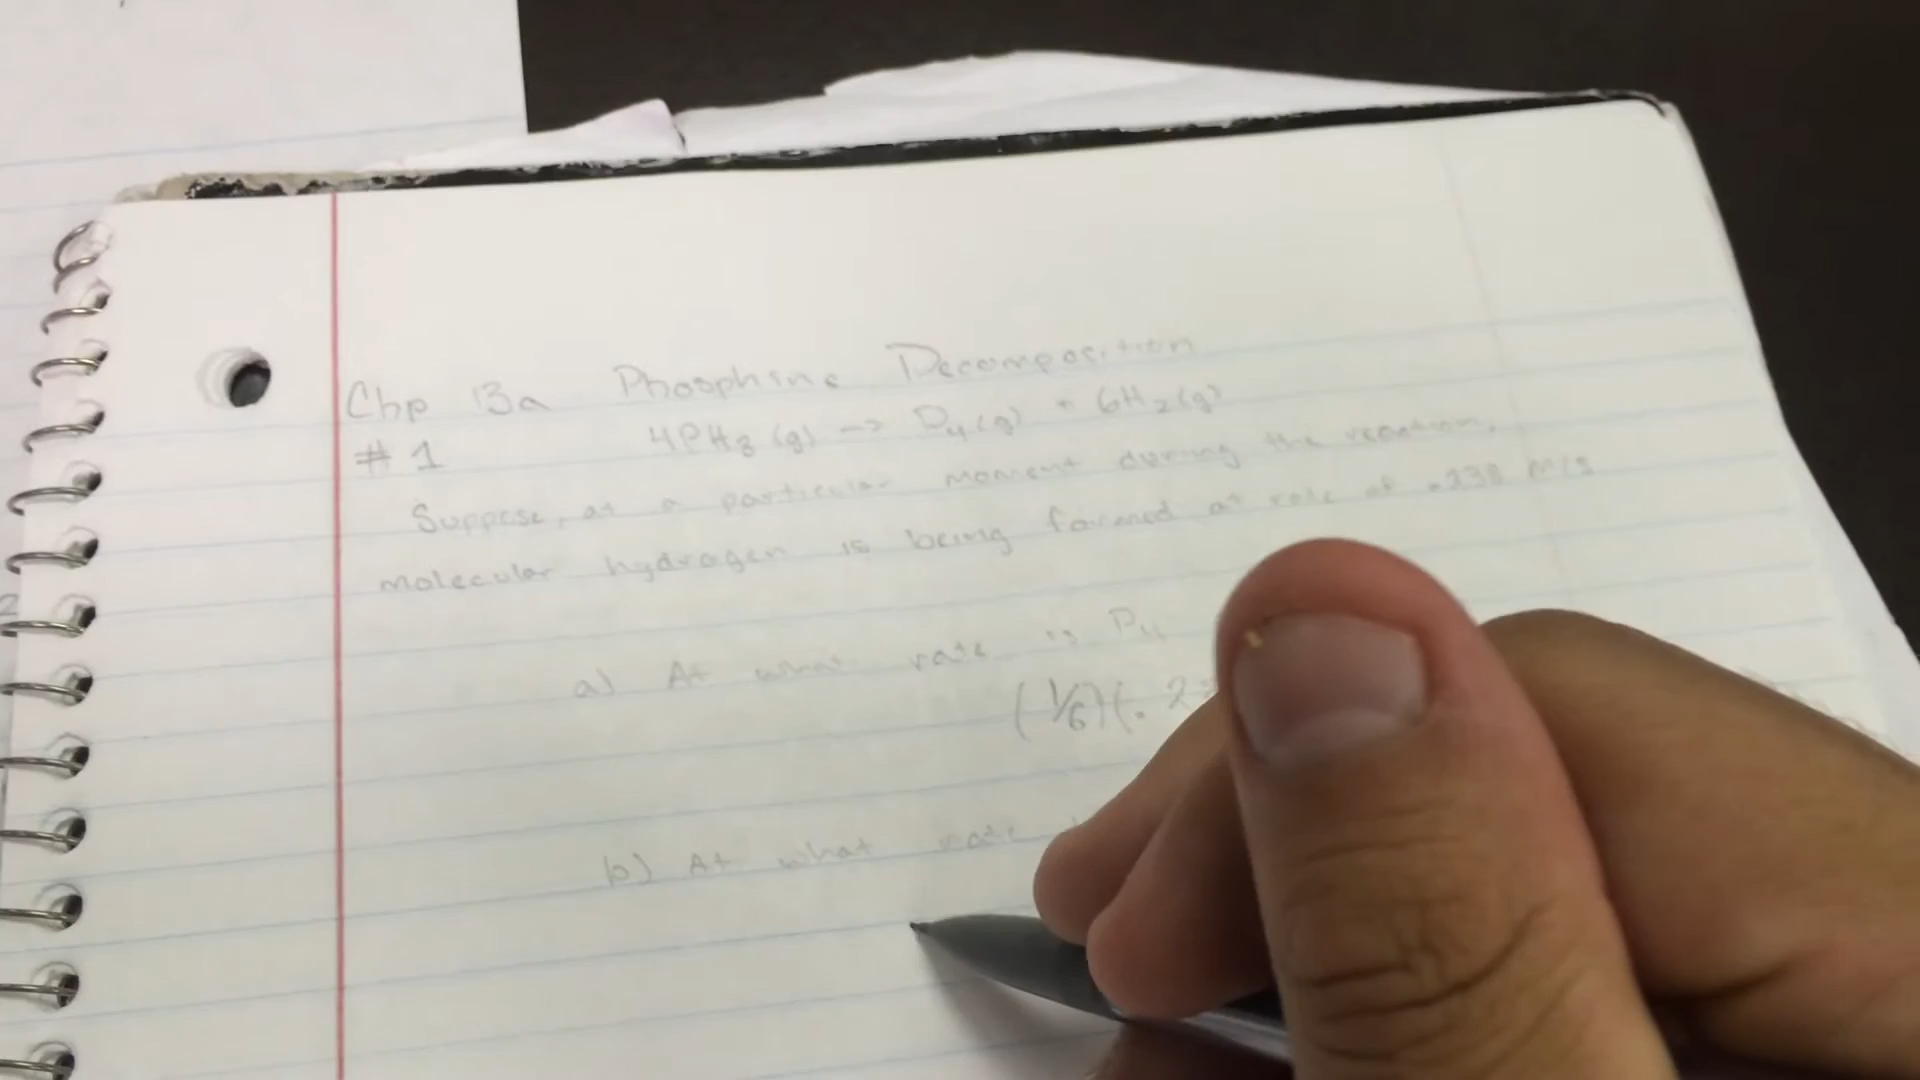 Chp 13a Phosphine Decomposition
#1 4PH3 (g) -> P4(g) + 6H2(g)
Suppose, at a particular moment during the reaction,
molecular hydrogen is being formed at rate of .238 M/s
a) At what rate is P4
(1/6)(.2
b) At what rate